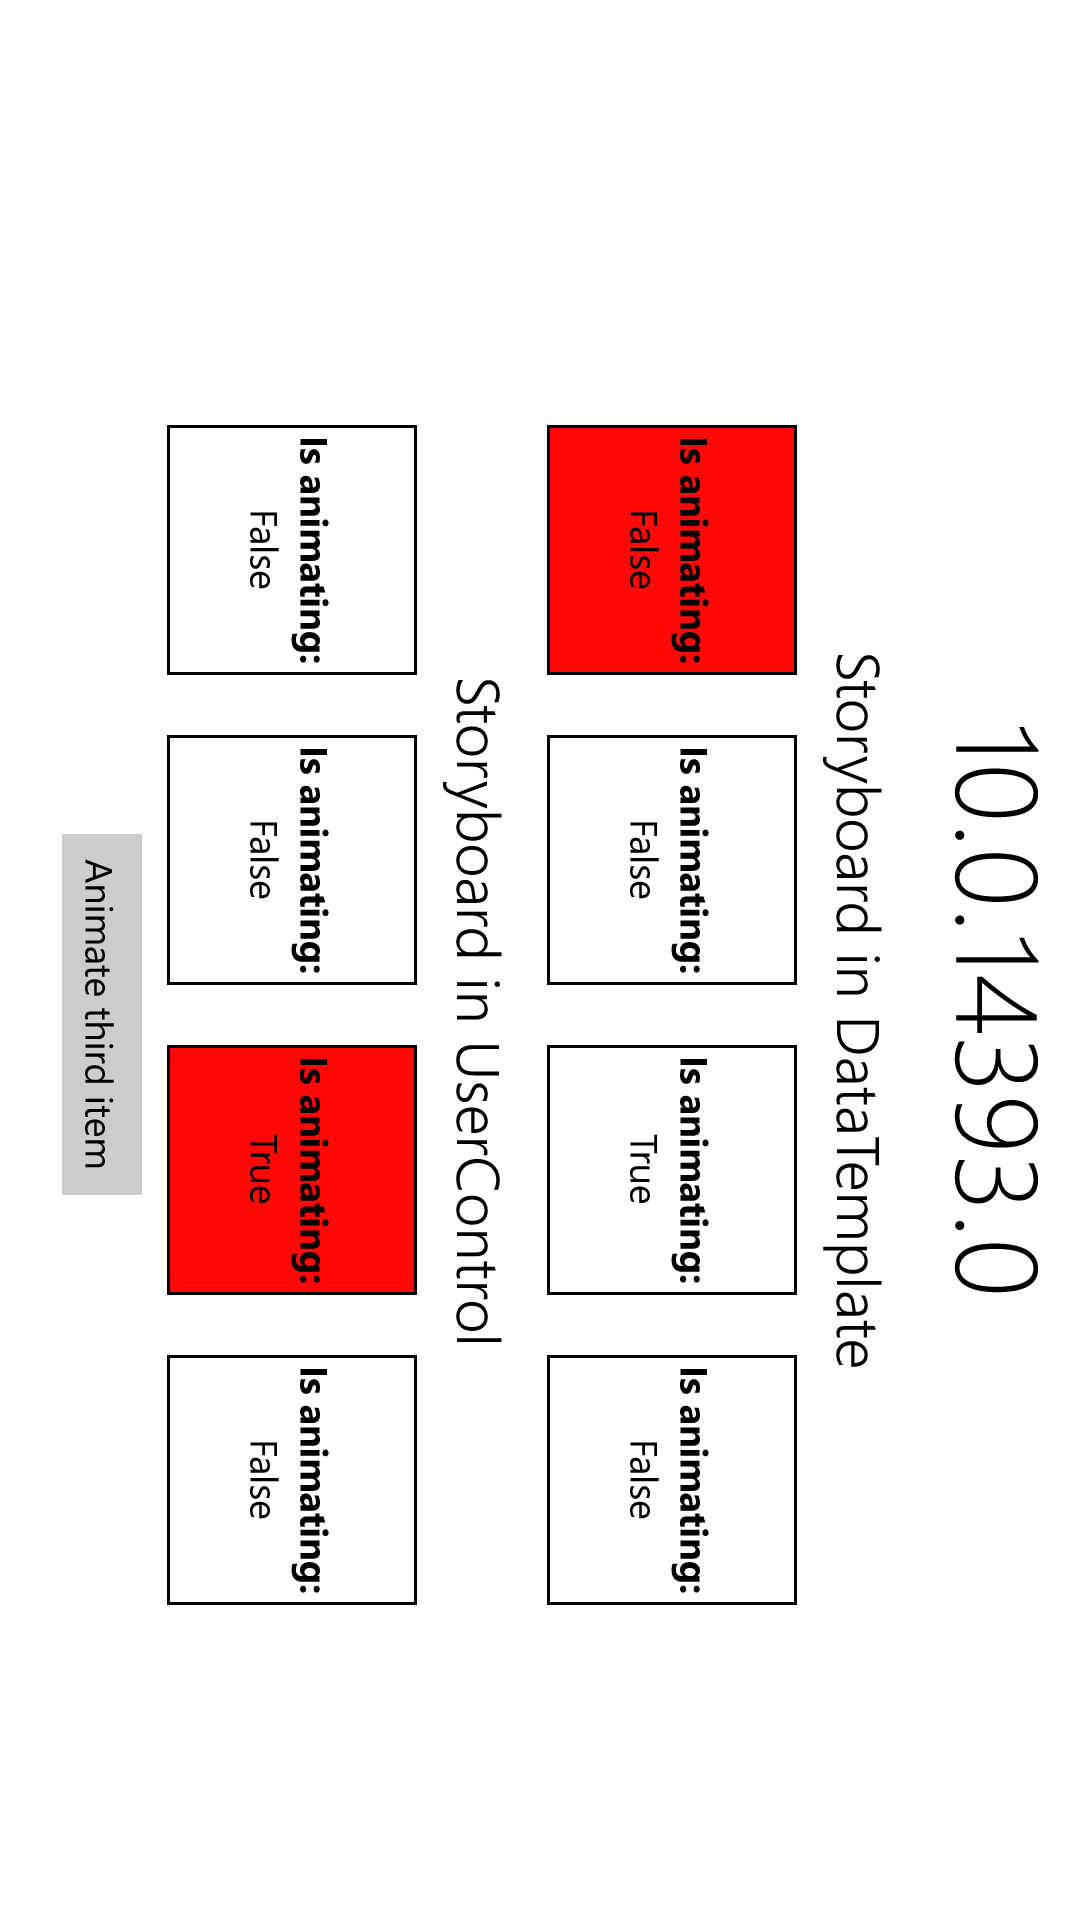 10.0.14393.0
Storyboard in DataTemplate
Is animating:
False
Is animating:
False
Is animating:
True
Is animating:
False
Storyboard in UserControl
Is animating:
False
Is animating:
False
Is animating:
True
Is animating:
False
Animate third item